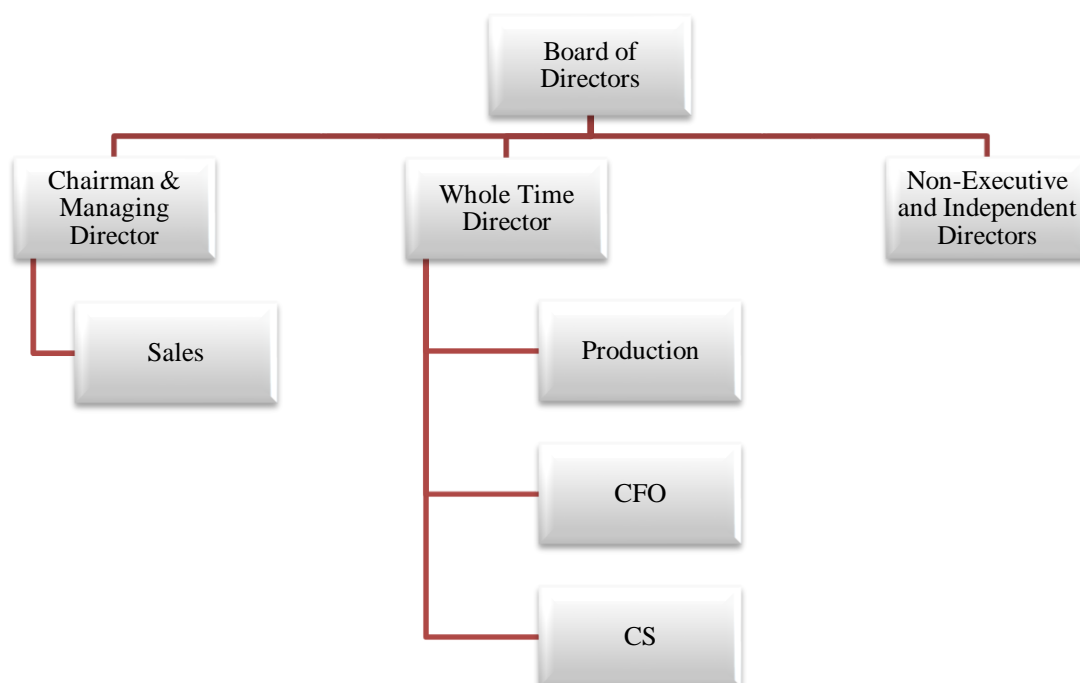 Board of
Directors
Chairman &
Managing
Director
Whole Time
Director
Non-Executive
and Independent
Directors
Sales
Production
CFO
CS